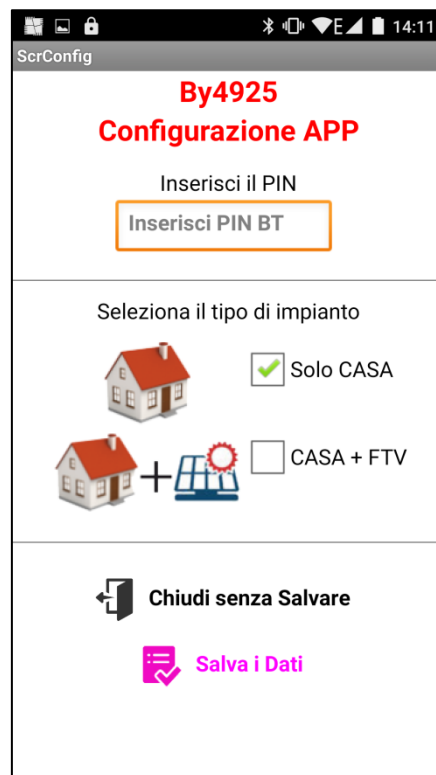 E 14:11
ScrConfig
By4925
Configurazione APP
Inserisci il PIN
Inserisci PIN BT
Seleziona il tipo di impianto
Solo CASA
+ CASA + FTV
Chiudi senza Salvare
Salva i Dati